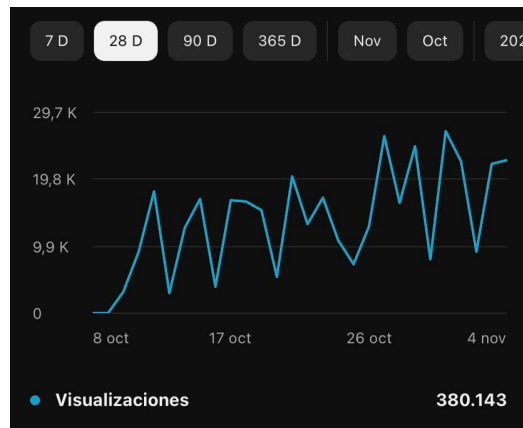 7 D 28 D 90 D 365 D Nov Oct 202
29,7 K
19,8 K
9,9 K
0
8 oct 17 oct 26 oct 4 nov
Visualizaciones 380.143